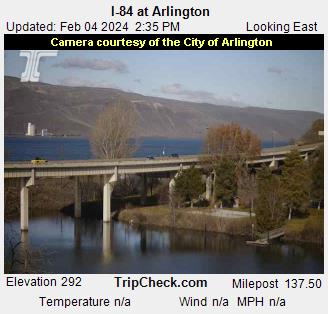 I-84 at Arlington
Updated: Feb 04 2024 2:35 PM Looking East
Camera courtesy of the City of Arlington
Elevation 292 TripCheck.com Milepost 137.50
Temperature n/a Wind n/a MPH n/a